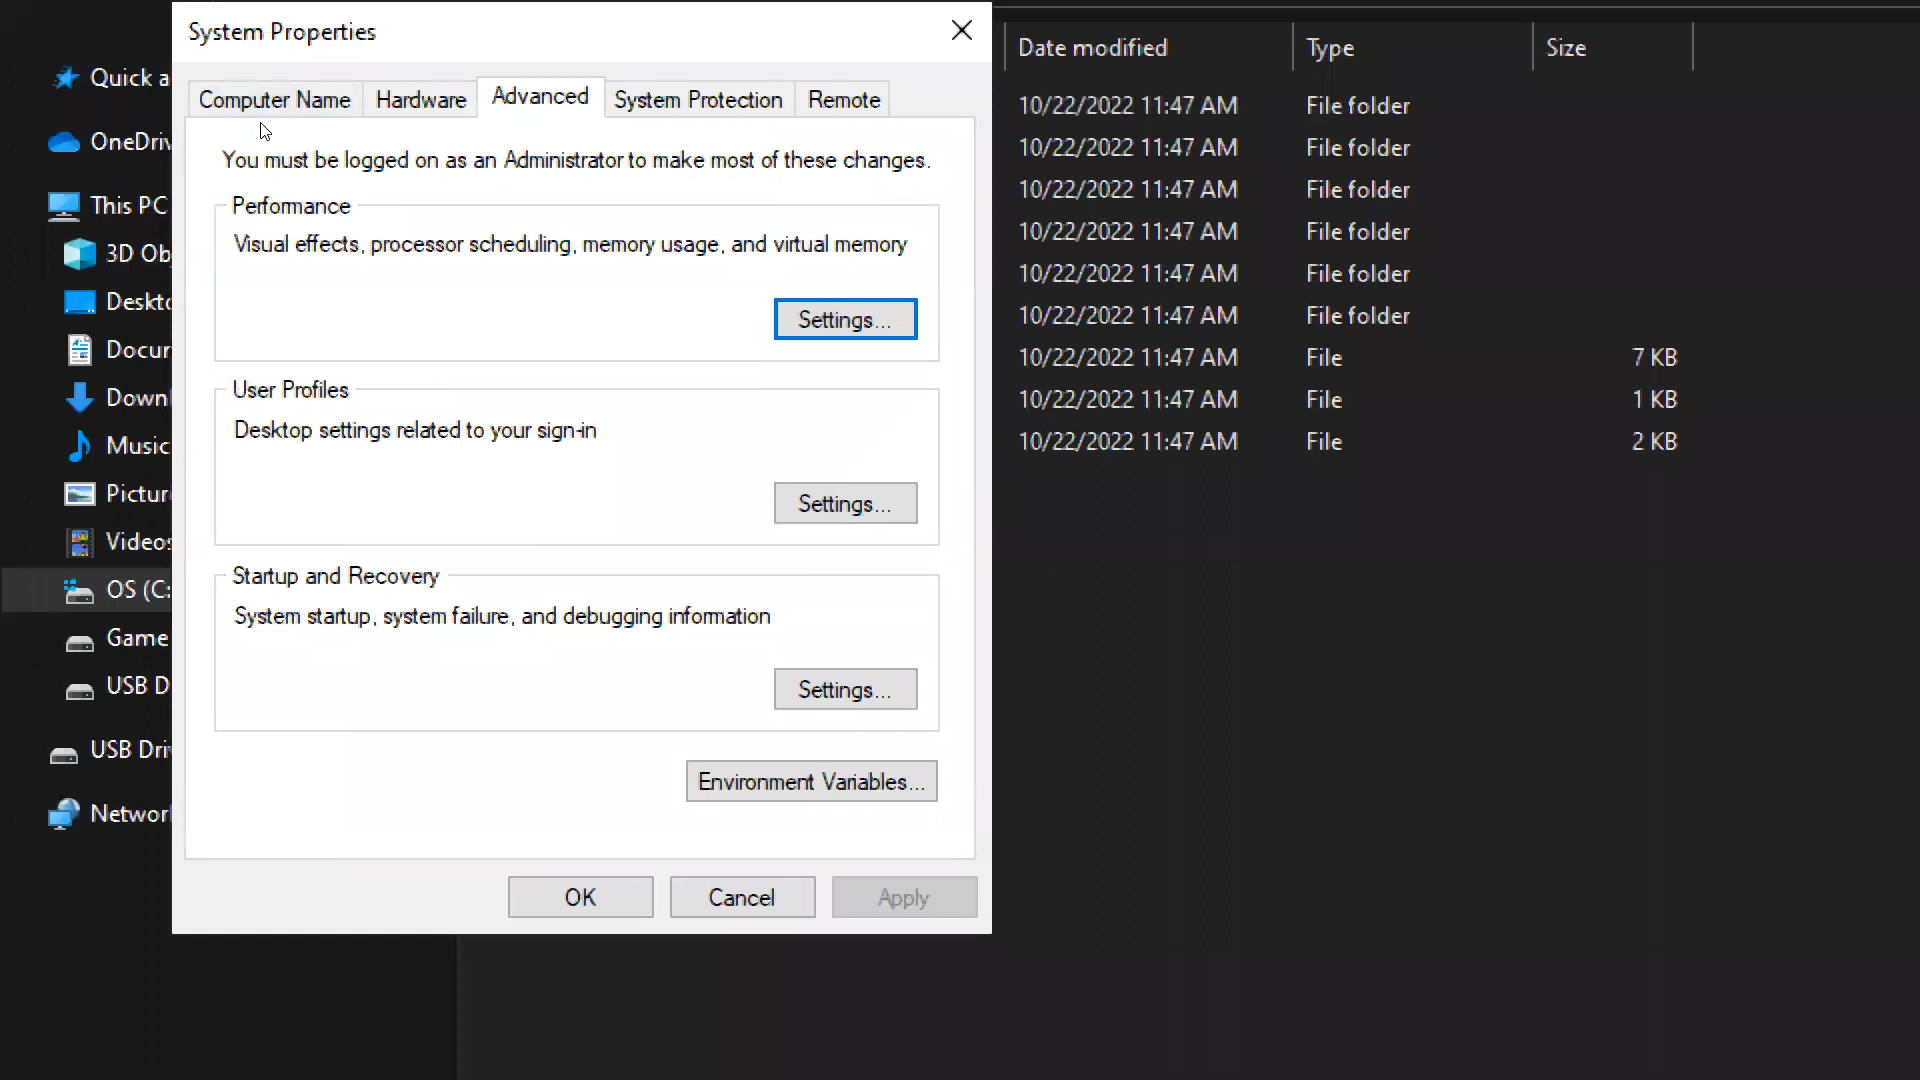 System Properties
Computer Name
Hardware
Advanced
System Protection
Remote
You must be logged on as an Administrator to make most of these changes.
Performance
Visual effects, processor scheduling, memory usage, and virtual memory
Settings...
User Profiles
Desktop settings related to your sign-in
Settings...
Startup and Recovery
System startup, system failure, and debugging information
Settings...
Environment Variables...
OK
Cancel
Apply
Quick a
OneDriv
This PC
3D Ob
Deskto
Docur
Downl
Music
Pictur
Videos
OS (C:
Game
USB D
USB Dri
Networ
Date modified Type Size
10/22/2022 11:47 AM File folder
10/22/2022 11:47 AM File folder
10/22/2022 11:47 AM File folder
10/22/2022 11:47 AM File folder
10/22/2022 11:47 AM File folder
10/22/2022 11:47 AM File folder
10/22/2022 11:47 AM File 7 KB
10/22/2022 11:47 AM File 1 KB
10/22/2022 11:47 AM File 2 KB